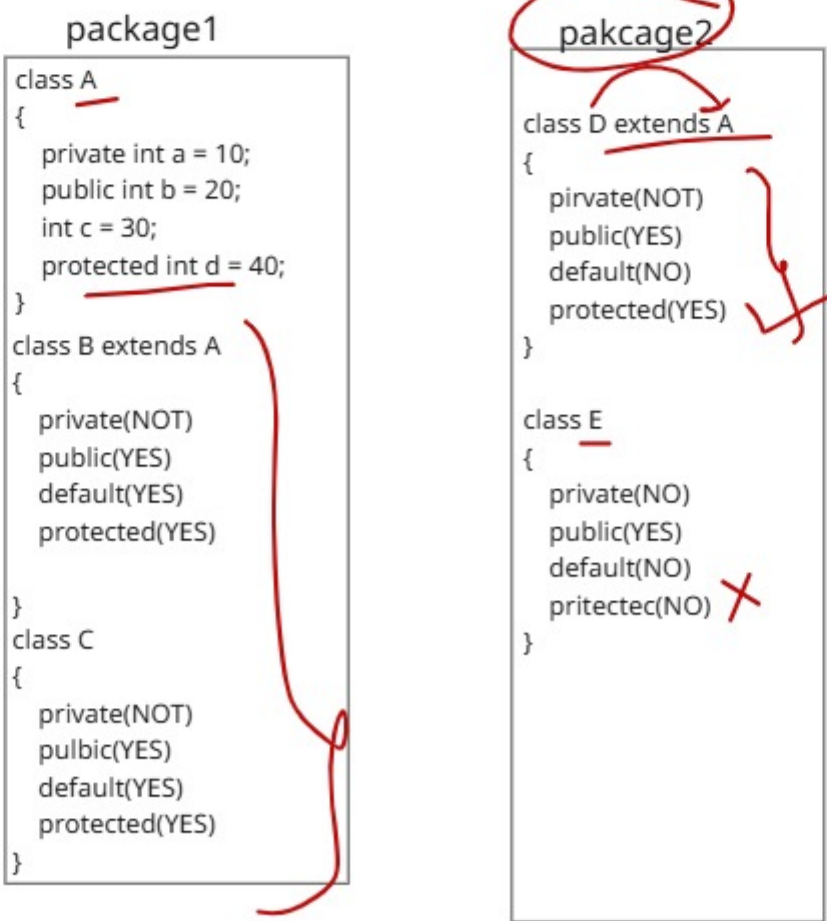 package1
class A
{
private int a = 10;
public int b = 20;
int c = 30;
protected int d = 40;
}
class B extends A
{
private(NOT)
public(YES)
default(YES)
protected(YES)
}
class C
{
private(NOT)
pulbic(YES)
default(YES)
protected(YES)
}
pakcage2
class D extends A
{
pirvate(NOT)
public(YES)
default(NO)
protected(YES)
}
class E
{
private(NO)
public(YES)
default(NO)
pritectec(NO)
}